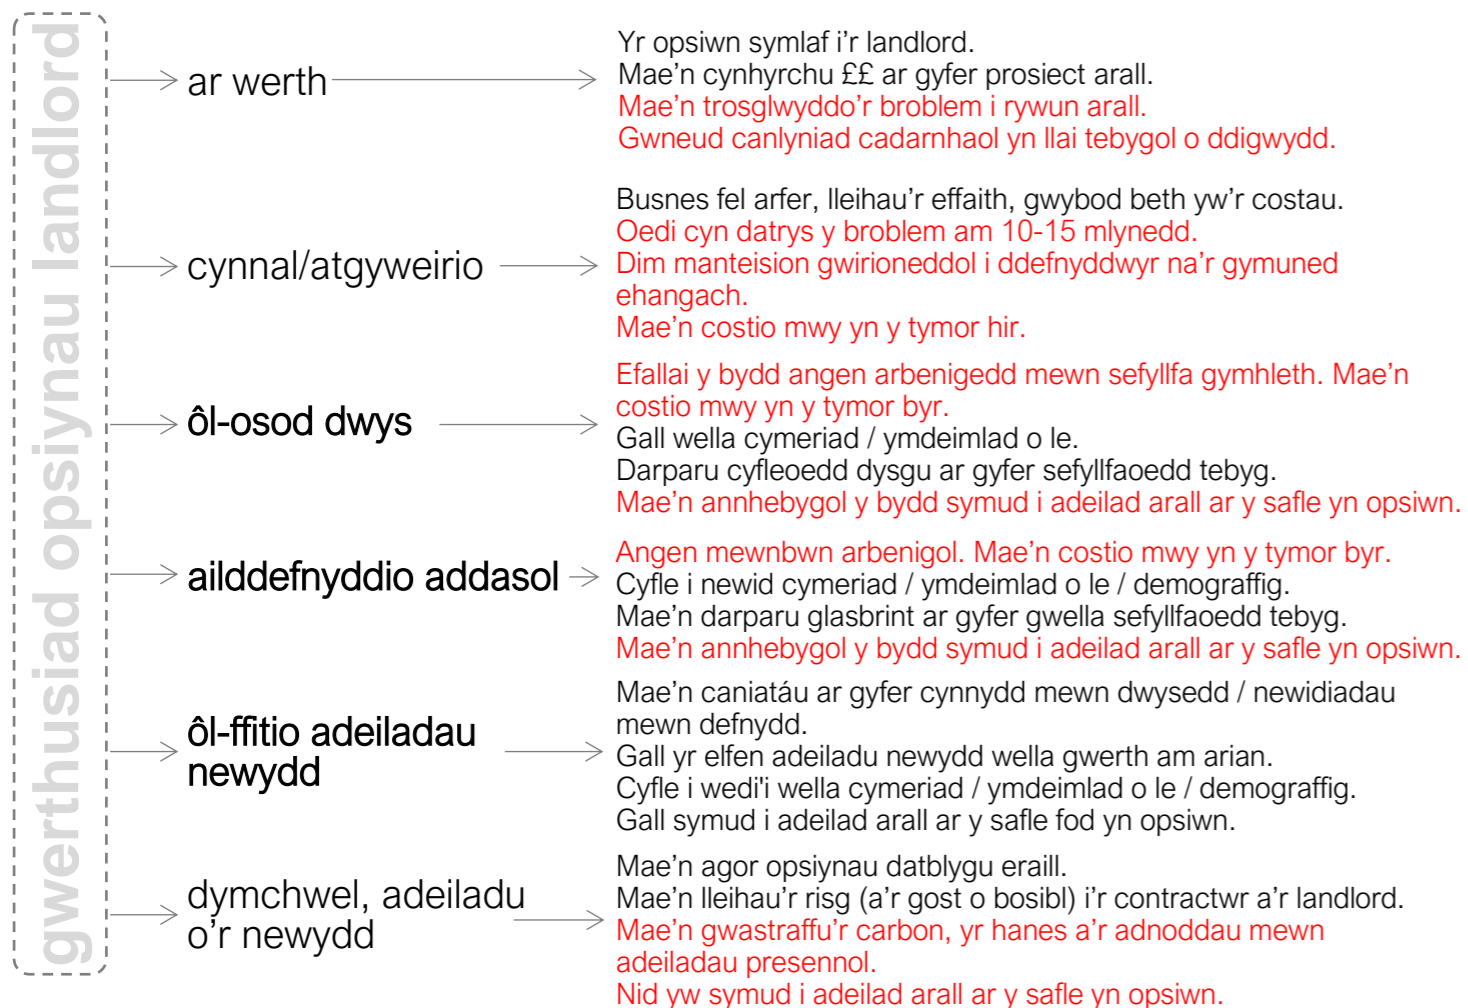 gwerthusiad opsiynau landlord
ar werth
Yr opsiwn symlaf i'r landlord.
Mae'n cynhyrchu ££ ar gyfer prosiect arall.
Mae'n trosglwyddo'r broblem i rywun arall.
Gwneud canlyniad cadarnhaol yn llai tebygol o ddigwydd.
cynnal/atgyweirio
Busnes fel arfer, lleihau'r effaith, gwybod beth yw'r costau.
Oedi cyn datrys y broblem am 10-15 mlynedd.
Dim manteision gwirioneddol i ddefnyddwyr na'r gymuned
ehangach.
Mae'n costio mwy yn y tymor hir.
ôl-osod dwys
Efallai y bydd angen arbenigedd mewn sefyllfa gymhleth. Mae'n
costio mwy yn y tymor byr.
Gall wella cymeriad / ymdeimlad o le.
Darparu cyfleoedd dysgu ar gyfer sefyllfaoedd tebyg.
Mae'n annhebygol y bydd symud i adeilad arall ar y safle yn opsiwn.
ailddefnyddio addasol
Angen mewnbwn arbenigol. Mae'n costio mwy yn y tymor byr.
Cyfle i newid cymeriad / ymdeimlad o le / demograffig.
Mae'n darparu glasbrint ar gyfer gwella sefyllfaoedd tebyg.
Mae'n annhebygol y bydd symud i adeilad arall ar y safle yn opsiwn.
ôl-ffitio adeiladau
newydd
Mae'n caniatáu ar gyfer cynnydd mewn dwysedd / newidiadau
mewn defnydd.
Gall yr elfen adeiladu newydd wella gwerth am arian.
Cyfle i wedi'i wella cymeriad / ymdeimlad o le / demograffig.
Gall symud i adeilad arall ar y safle fod yn opsiwn.
dymchwel, adeiladu
o'r newydd
Mae'n agor opsiynau datblygu eraill.
Mae'n lleihau'r risg (a'r gost o bosibl) i'r contractwr a'r landlord.
Mae'n gwastraffu'r carbon, yr hanes a'r adnoddau mewn
adeiladau presennol.
Nid yw symud i adeilad arall ar y safle yn opsiwn.